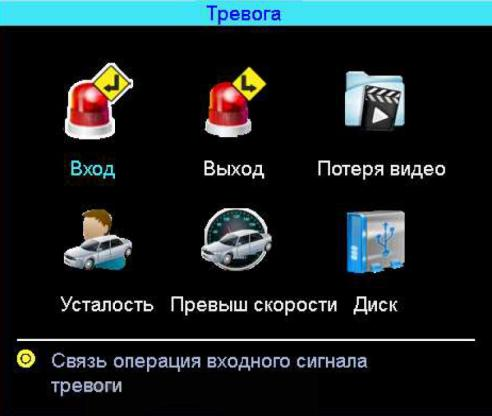 Тревога
Вход Выход Потеря видео
Усталость Превыш скорости Диск
Связь операция входного сигнала
тревоги